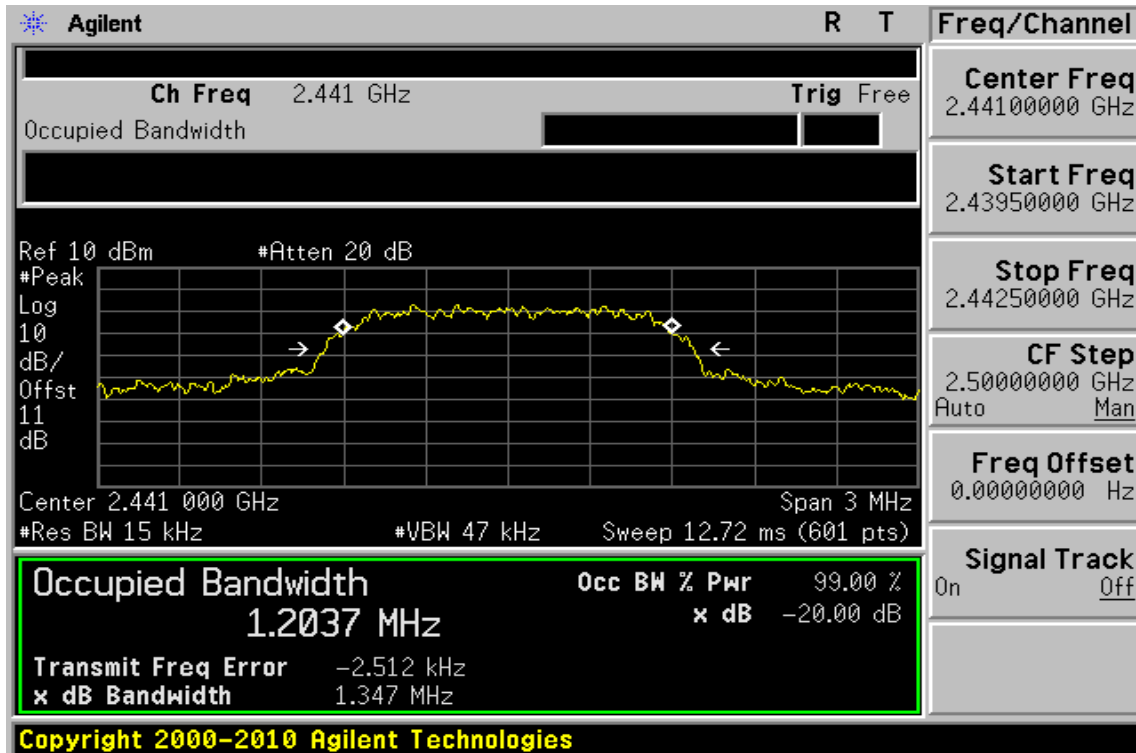 Agilent R T Freq/Channel
Ch Freq 2.441 GHz Trig Free
Occupied Bandwidth
Center Freq
2.44100000 GHz
Start Freq
2.43950000 GHz
Stop Freq
2.44250000 GHz
CF Step
2.50000000 GHz
Auto Man
Freq Offset
0.00000000 Hz
Signal Track
On Off
Ref 10 dBm #Atten 20 dB
#Peak
Log
10
dB/
Offst
11
dB
Center 2.441 000 GHz Span 3 MHz
#Res BW 15 kHz #VBW 47 kHz Sweep 12.72 ms (601 pts)
Occupied Bandwidth Occ BW % Pwr 99.00 %
1.2037 MHz x dB -20.00 dB
Transmit Freq Error -2.512 kHz
x dB Bandwidth 1.347 MHz
Copyright 2000-2010 Agilent Technologies